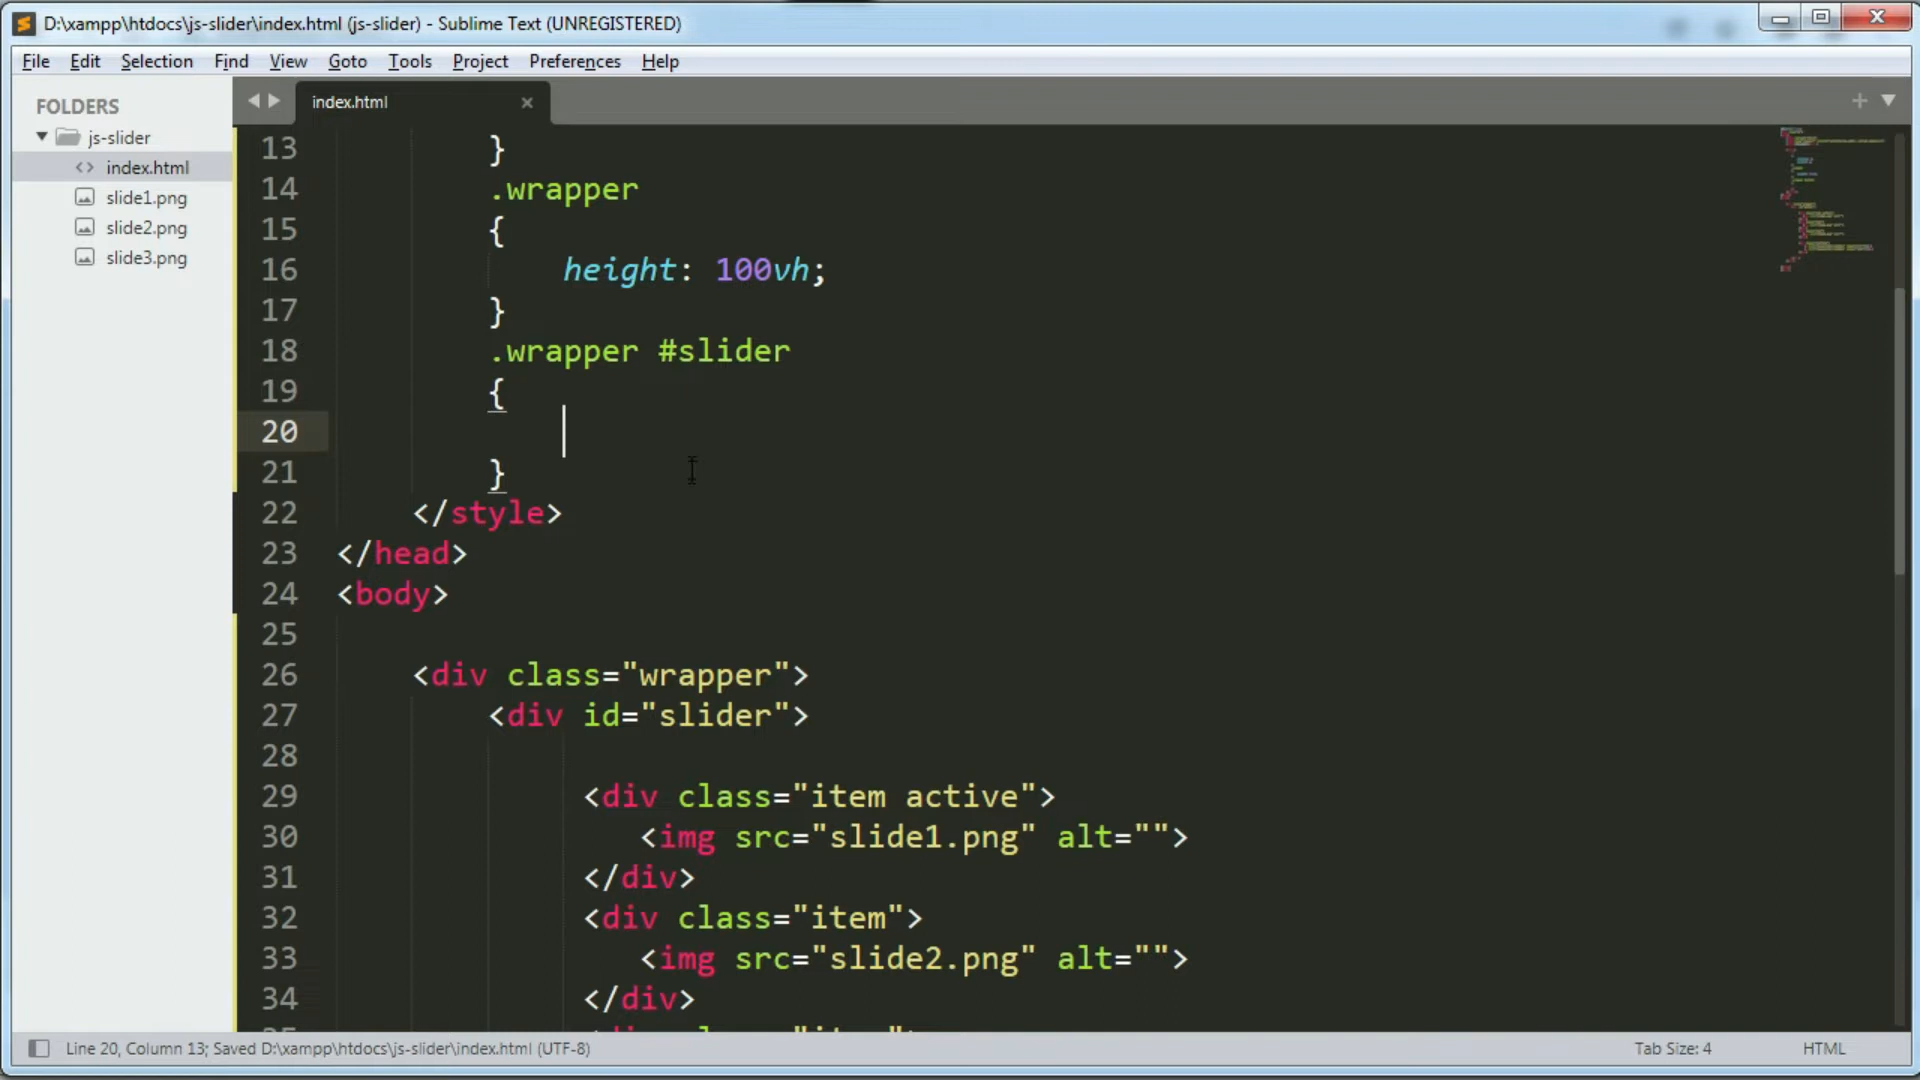 D:\xampp\htdocs\js-slider\index.html (js-slider) - Sublime Text (UNREGISTERED)
File Edit Selection Find View Goto Tools Project Preferences Help
FOLDERS
js-slider
index.html
slide1.png
slide2.png
slide3.png
index.html
13 }
14 .wrapper
15 {
16 height: 100vh;
17 }
18 .wrapper #slider
19 {
20
21 }
22 </style>
23 </head>
24 <body>
25
26 <div class="wrapper">
27 <div id="slider">
28
29 <div class="item active">
30 <img src="slide1.png" alt="">
31 </div>
32 <div class="item">
33 <img src="slide2.png" alt="">
34 </div>
Line 20, Column 13; Saved D:\xampp\htdocs\js-slider\index.html (UTF-8) Tab Size: 4 HTML